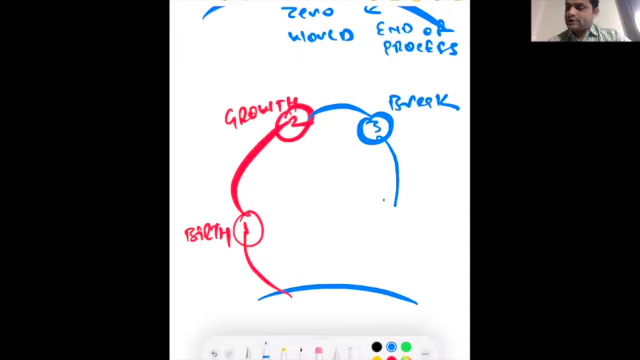 ZERO
WORLD
END OF
PROCESS
GROWTH
2
Break
3
BIRTH
1